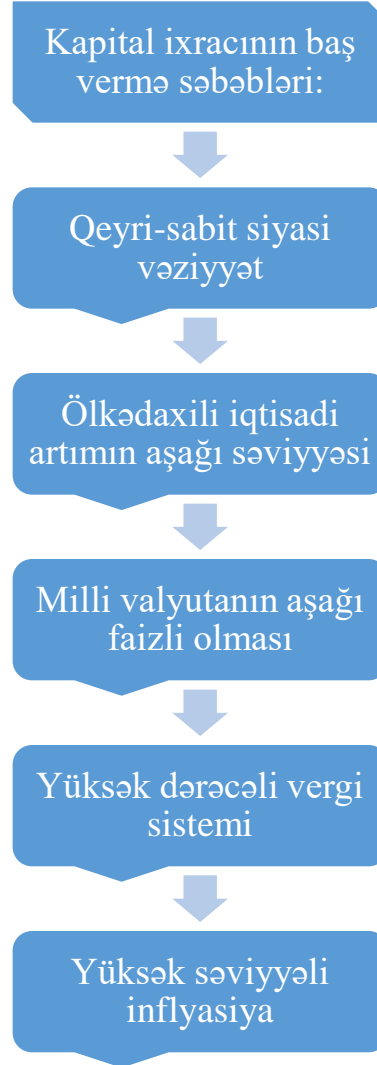 Kapital ixracının baş
vermə səbəbləri:
Qeyri-sabit siyasi
vəziyyət
Ölkədaxili iqtisadi
artımın aşağı səviyyəsi
Milli valyutanın aşağı
faizli olması
Yüksək dərəcəli vergi
sistemi
Yüksək səviyyəli
inflyasiya